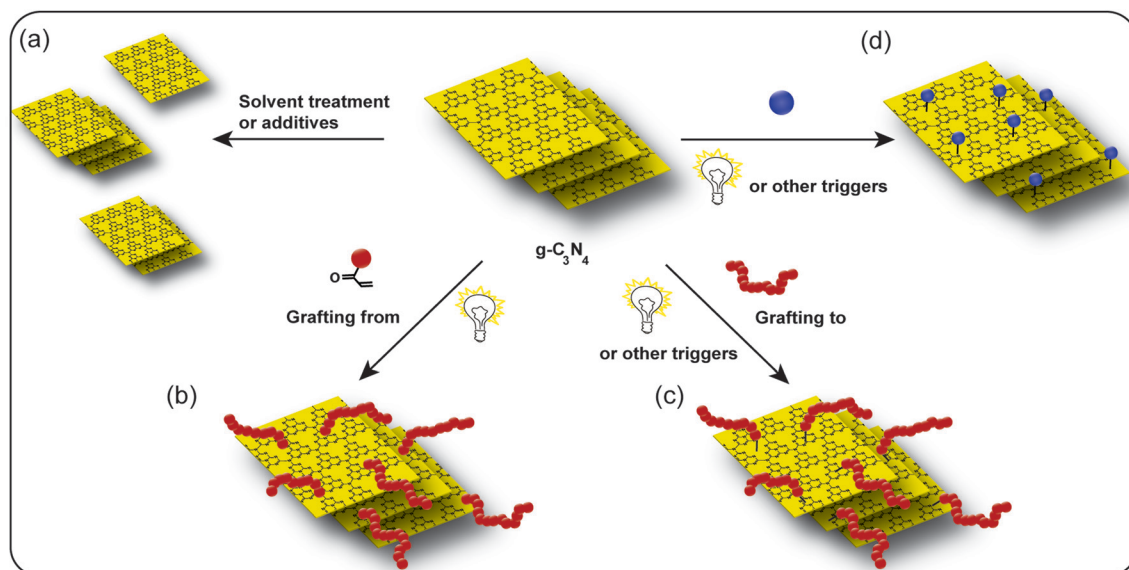 (a)
(d)
Solvent treatment
or additives
or other triggers
g-C3N4
O
Grafting from
Grafting to
or other triggers
(b)
(c)